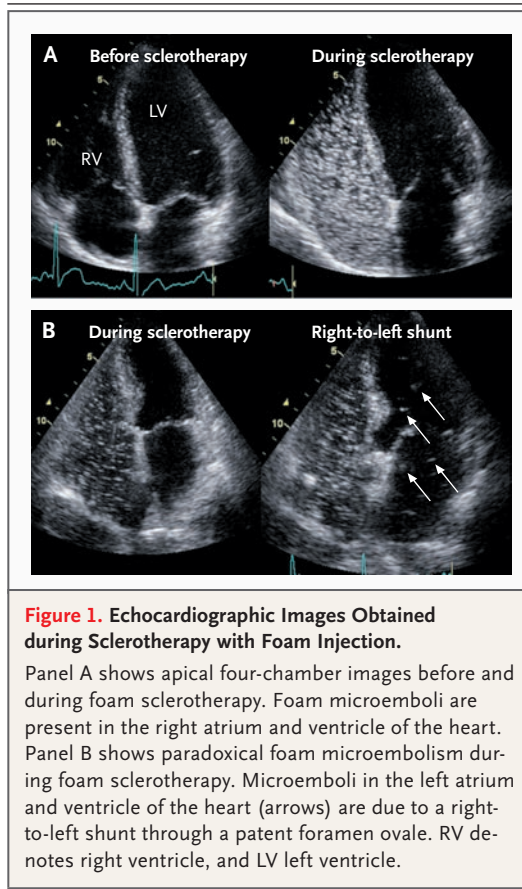 A Before sclerotherapy During sclerotherapy
5
LV
10
RV
B During sclerotherapy Right-to-left shunt
5
10
Figure 1. Echocardiographic Images Obtained
during Sclerotherapy with Foam Injection.
Panel A shows apical four-chamber images before and
during foam sclerotherapy. Foam microemboli are
present in the right atrium and ventricle of the heart.
Panel B shows paradoxical foam microembolism dur-
ing foam sclerotherapy. Microemboli in the left atrium
and ventricle of the heart (arrows) are due to a right-
to-left shunt through a patent foramen ovale. RV de-
notes right ventricle, and LV left ventricle.